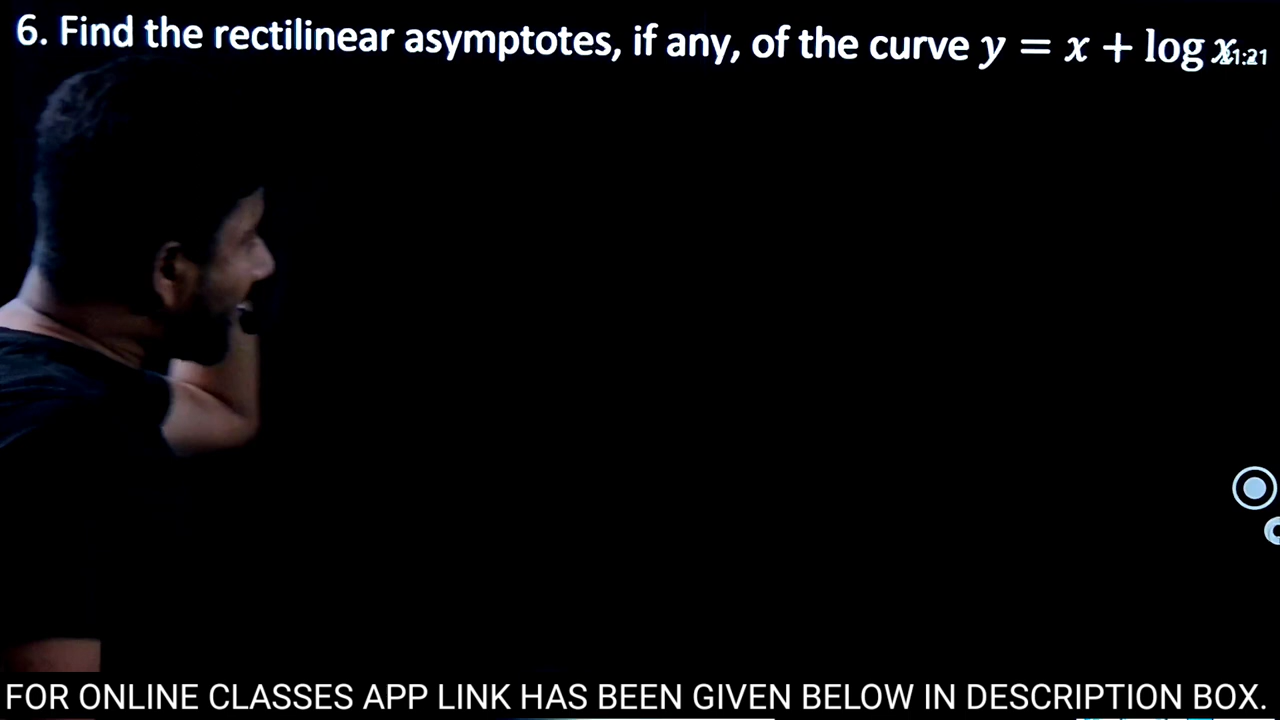 6. Find the rectilinear asymptotes, if any, of the curve y = x + log x
FOR ONLINE CLASSES APP LINK HAS BEEN GIVEN BELOW IN DESCRIPTION BOX.